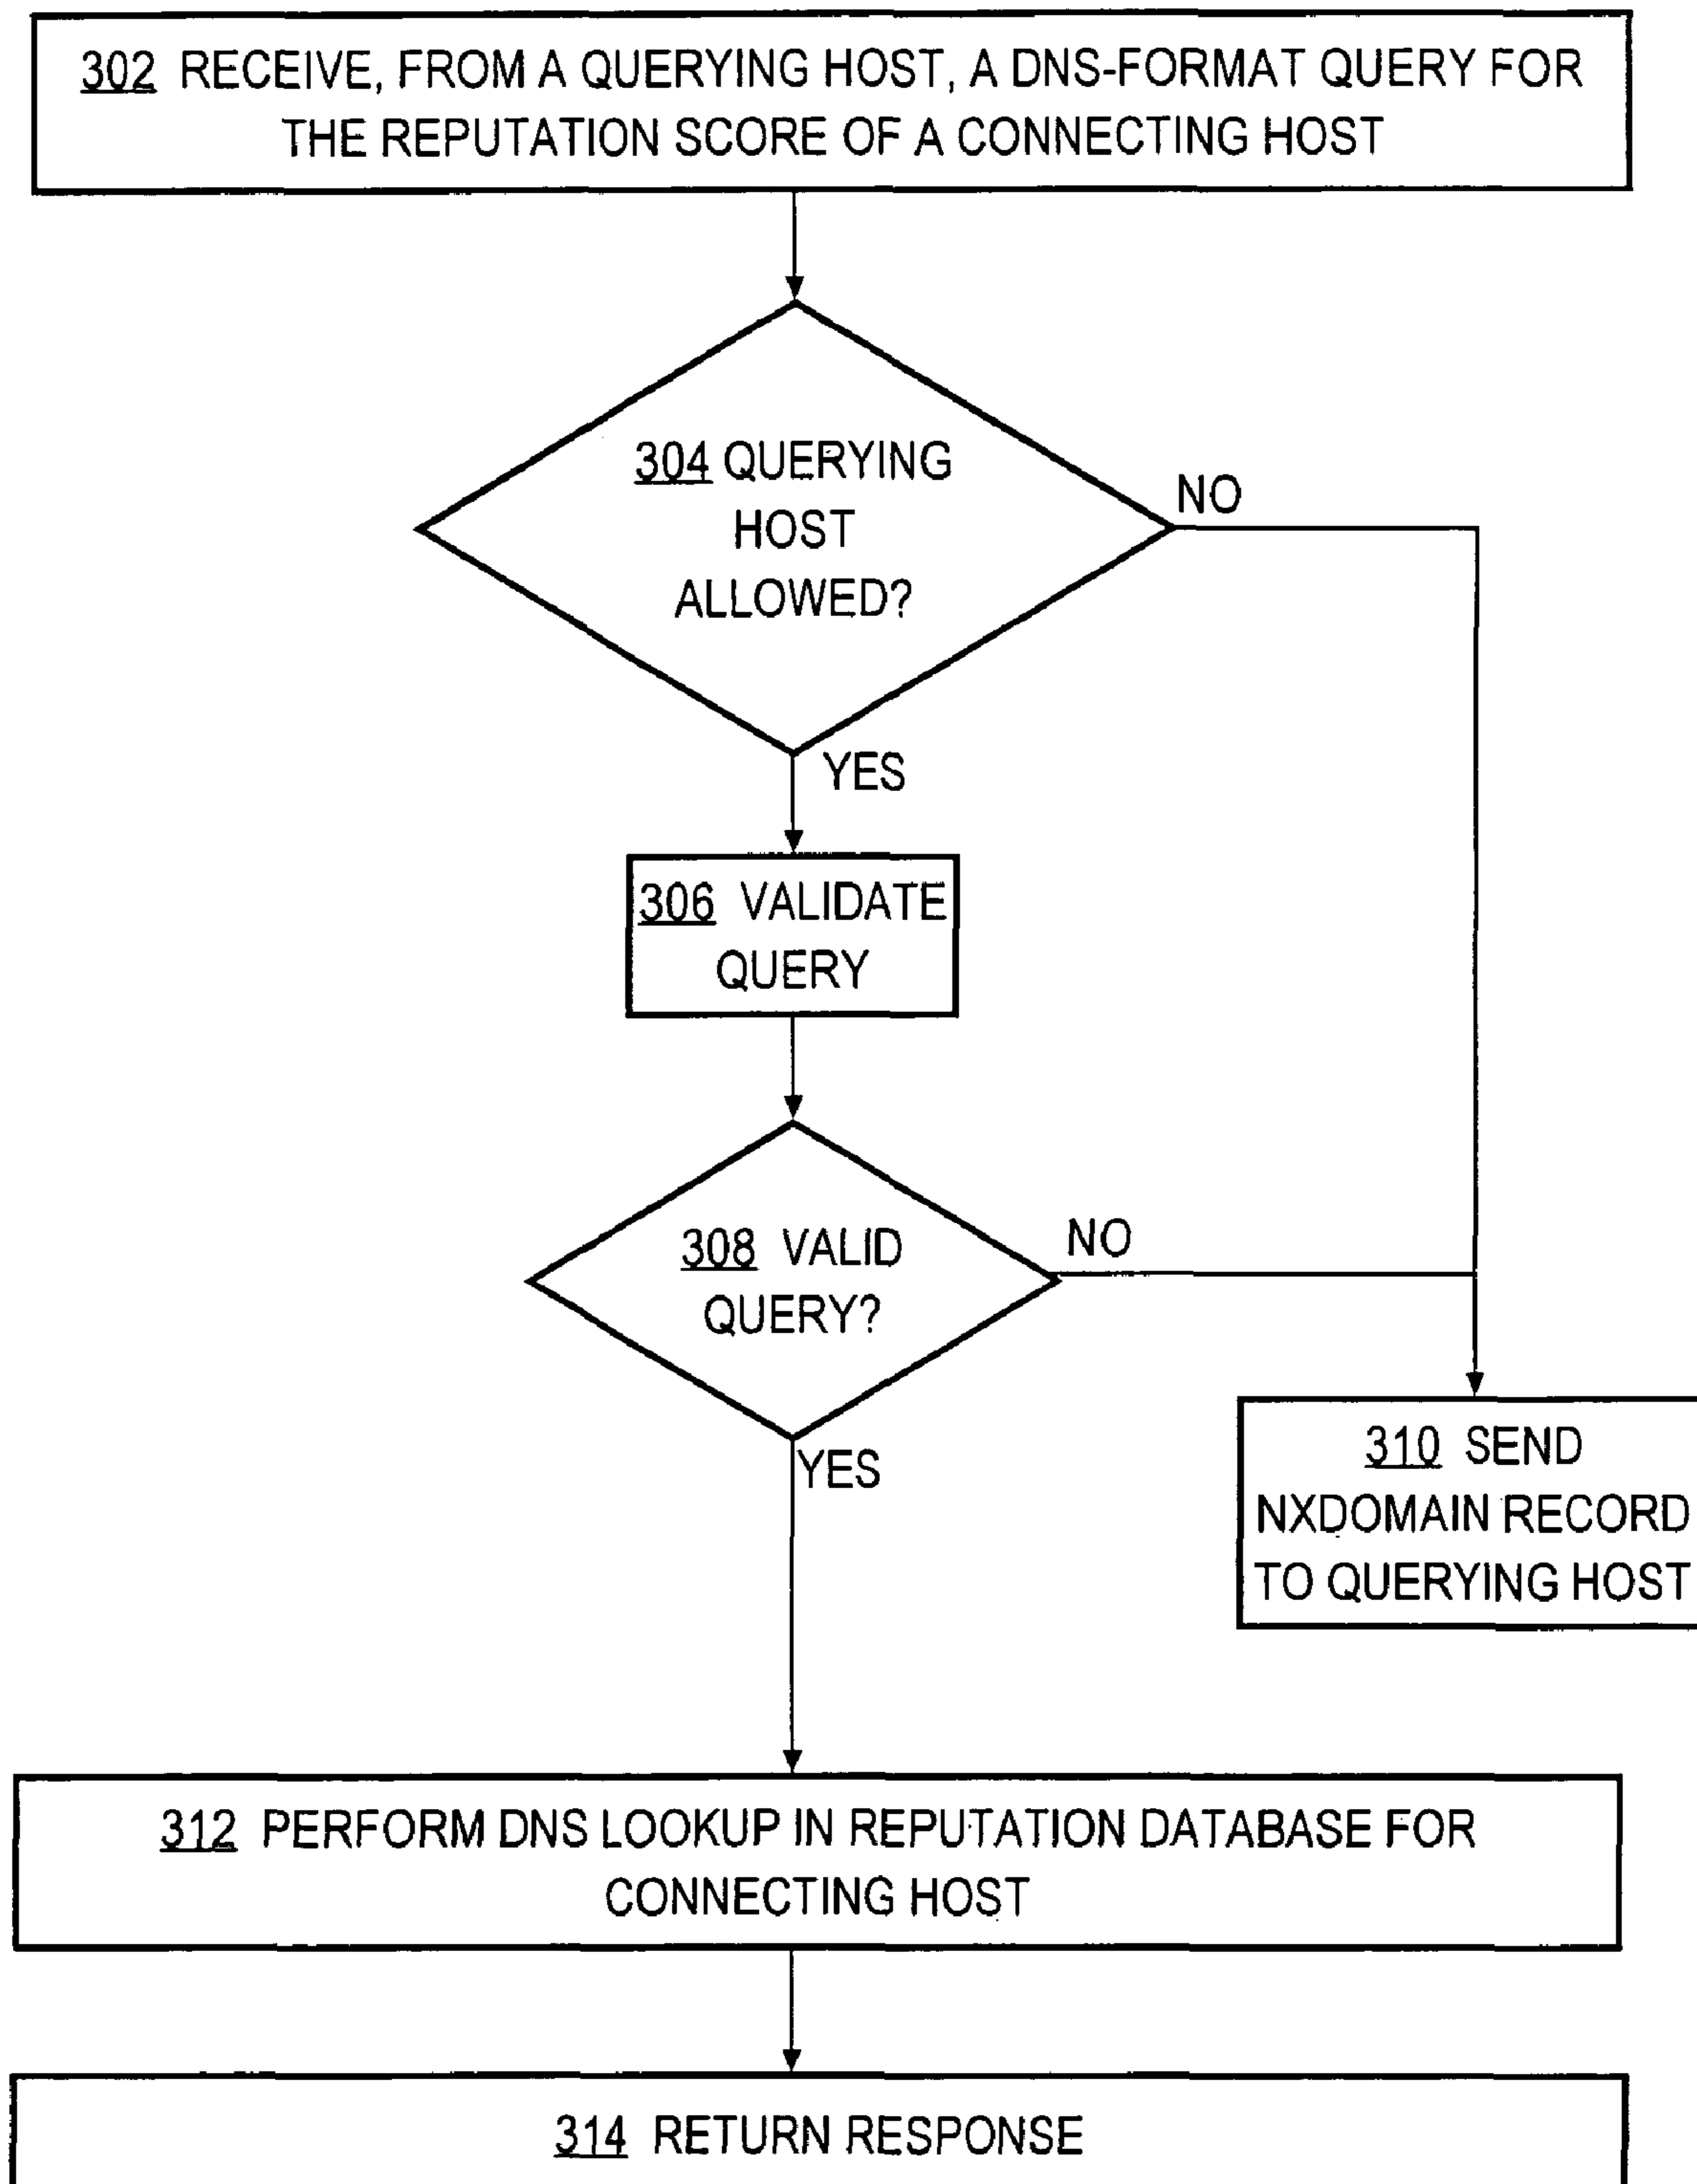 302 RECEIVE, FROM A QUERYING HOST, A DNS-FORMAT QUERY FOR
THE REPUTATION SCORE OF A CONNECTING HOST
304 QUERYING
HOST
ALLOWED?
NO
YES
306 VALIDATE
QUERY
308 VALID
QUERY?
NO
YES
310 SEND
NXDOMAIN RECORD
TO QUERYING HOST
312 PERFORM DNS LOOKUP IN REPUTATION DATABASE FOR
CONNECTING HOST
314 RETURN RESPONSE